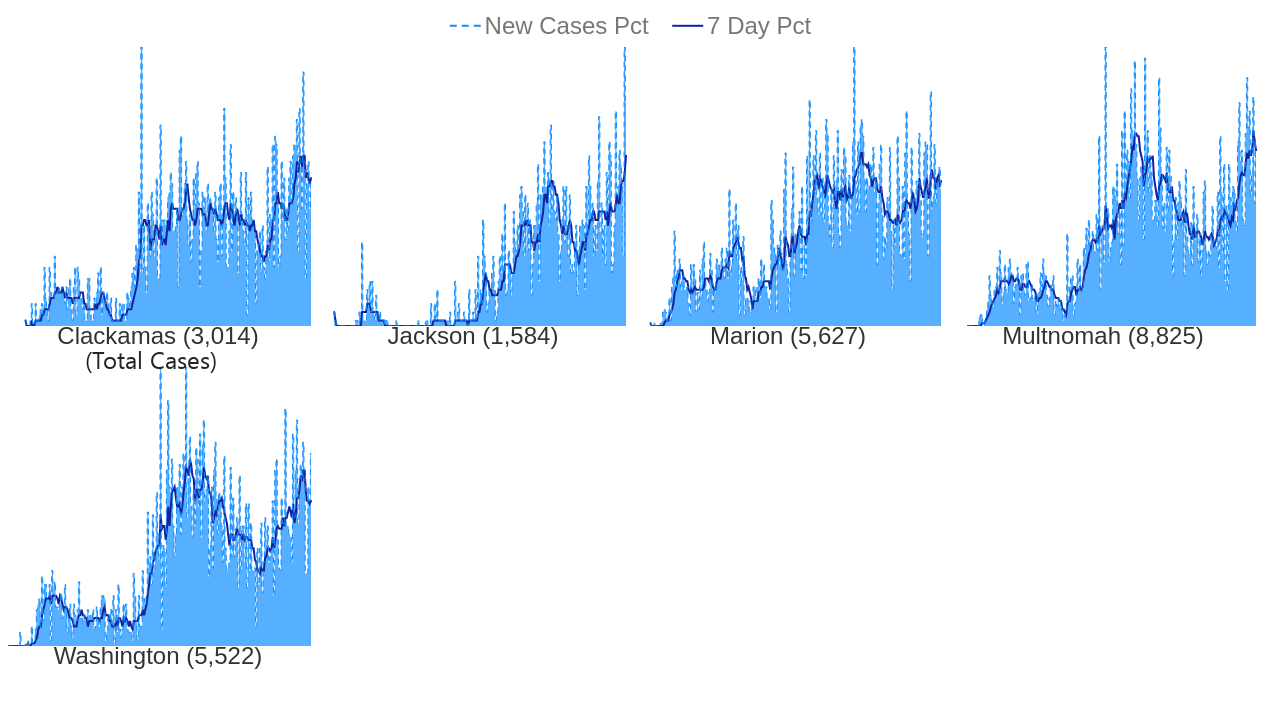 New Cases Pct 7 Day Pct
Clackamas (3,014)
(Total Cases)
Jackson (1,584)
Marion (5,627)
Multnomah (8,825)
Washington (5,522)